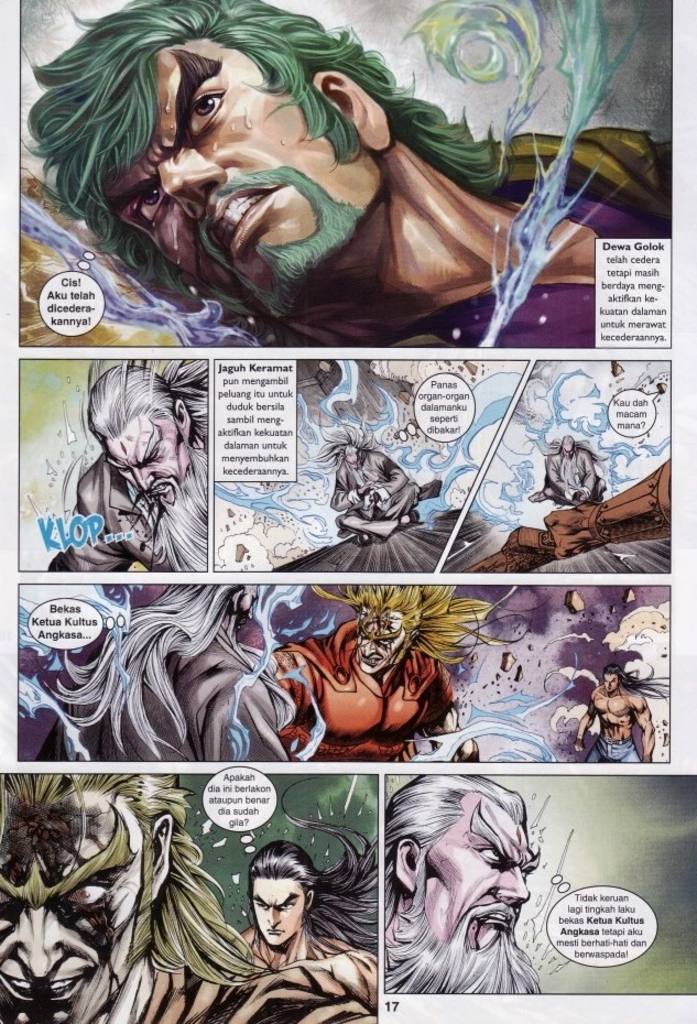 Cis!
Aku telah
dicedera-
kannya!
Dewa Golok
telah cedera
tetapi masih
berdaya meng-
aktifkan ke-
kuatan dalaman
untuk merawat
kecederaannya.
KLOP...
Jaguh Keramat
pun mengambil
peluang itu untuk
duduk bersila
sambil meng-
aktifkan kekuatan
dalaman untuk
menyembuhkan
kecederaannya.
Panas
organ-organ
dalamanku
seperti
dibakar!
Kau dah
macam
mana?
Bekas
Ketua Kultus
Angkasa...
Apakah
dia ini berlakon
ataupun benar
dia sudah
gila?
Tidak keruan
lagi tingkah laku
bekas Ketua Kultus
Angkasa tetapi aku
mesti berhati-hati dan
berwaspada!
17